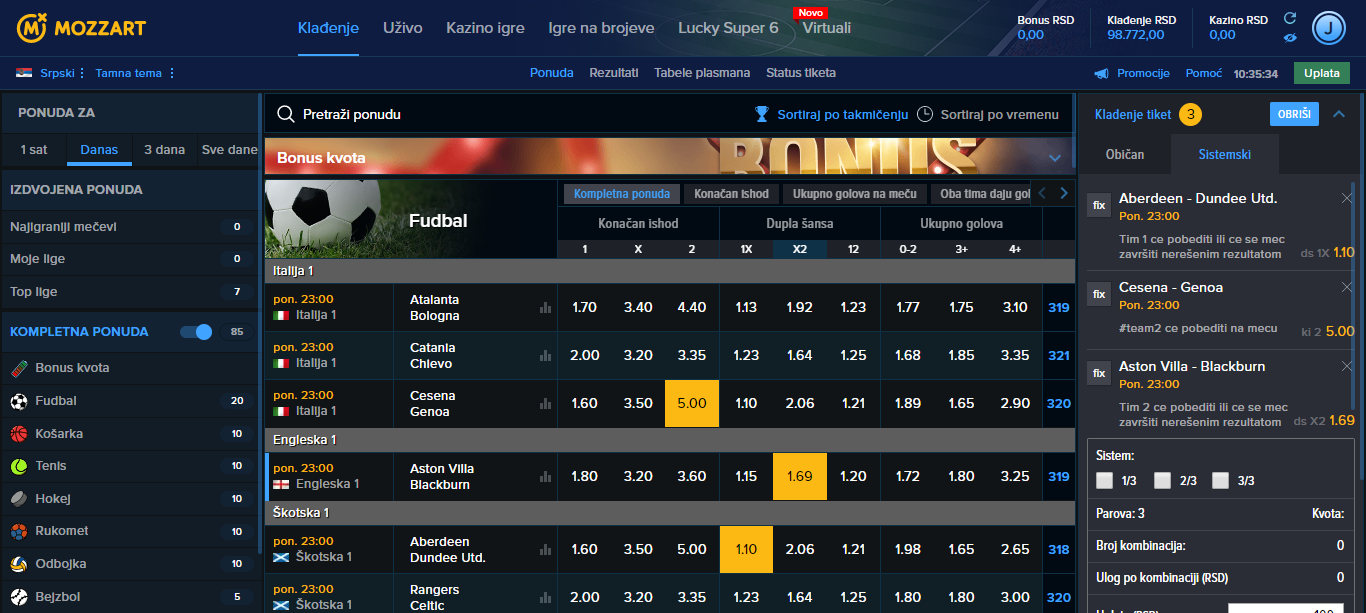 MOZZART
Klađenje
Uživo
Kazino igre
Igre na brojeve
Lucky Super 6
Novo
Virtuali
Bonus RSD
0,00
Klađenje RSD
98.772,00
Kazino RSD
0,00
J
Srpski
Tamna tema
Ponuda
Rezultati
Tabele plasmana
Status tiketa
Promocije
Pomoć
10:35:34
Uplata
PONUDA ZA
1 sat
Danas
3 dana
Sve dane
IZDVOJENA PONUDA
Najigraniji mečevi 0
Moje lige 0
Top lige 7
KOMPLETNA PONUDA 85
Bonus kvota
Fudbal 20
Košarka 10
Tenis 10
Hokej 10
Rukomet 10
Odbojka 10
Bejzbol 5
Pretraži ponudu
Sortiraj po takmičenju
Sortiraj po vremenu
Bonus kvota
BONUS
Fudbal
Kompletna ponuda
Konačan ishod
Ukupno golova na meču
Oba tima daju gol
Konačan ishod
Dupla šansa
Ukupno golova
1 X 2 1X X2 12 0-2 3+ 4+
Italija 1
pon. 23:00
Italija 1
Atalanta
Bologna
1.70 3.40 4.40 1.13 1.92 1.23 1.77 1.75 3.10 319
pon. 23:00
Italija 1
Catania
Chievo
2.00 3.20 3.35 1.23 1.64 1.25 1.68 1.85 3.35 321
pon. 23:00
Italija 1
Cesena
Genoa
1.60 3.50 5.00 1.10 2.06 1.21 1.89 1.65 2.90 320
Engleska 1
pon. 23:00
Engleska 1
Aston Villa
Blackburn
1.80 3.20 3.60 1.15 1.69 1.20 1.72 1.80 3.25 319
Škotska 1
pon. 23:00
Škotska 1
Aberdeen
Dundee Utd.
1.60 3.50 5.00 1.10 2.06 1.21 1.98 1.65 2.65 318
pon. 23:00
Škotska 1
Rangers
Celtic
2.00 3.20 3.35 1.23 1.64 1.25 1.80 1.80 3.00 320
Klađenje tiket 3
OBRIŠI
Običan
Sistemski
fix
Aberdeen - Dundee Utd.
Pon. 23:00
Tim 1 ce pobediti ili ce se mec
završiti nerešenim rezultatom
ds 1X 1.10
fix
Cesena - Genoa
Pon. 23:00
#team2 ce pobediti na mecu
ki 2 5.00
fix
Aston Villa - Blackburn
Pon. 23:00
Tim 2 ce pobediti ili ce se mec
završiti nerešenim rezultatom
ds X2 1.69
Sistem:
1/3 2/3 3/3
Parova: 3 Kvota:
Broj kombinacija: 0
Ulog po kombinaciji (RSD) 0